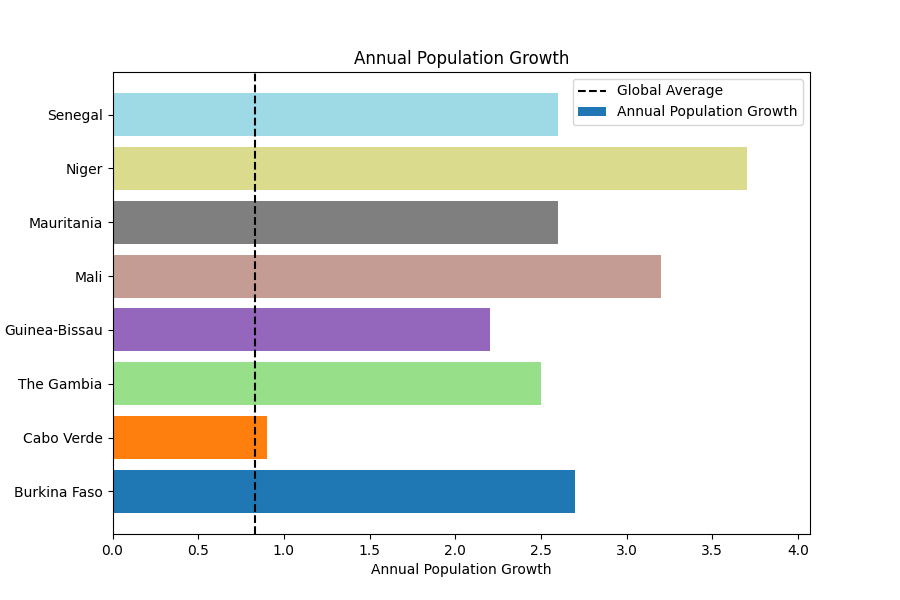 Annual Population Growth
Global Average
Annual Population Growth
Senegal
Niger
Mauritania
Mali
Guinea-Bissau
The Gambia
Cabo Verde
Burkina Faso
0.0 0.5 1.0 1.5 2.0 2.5 3.0 3.5 4.0
Annual Population Growth